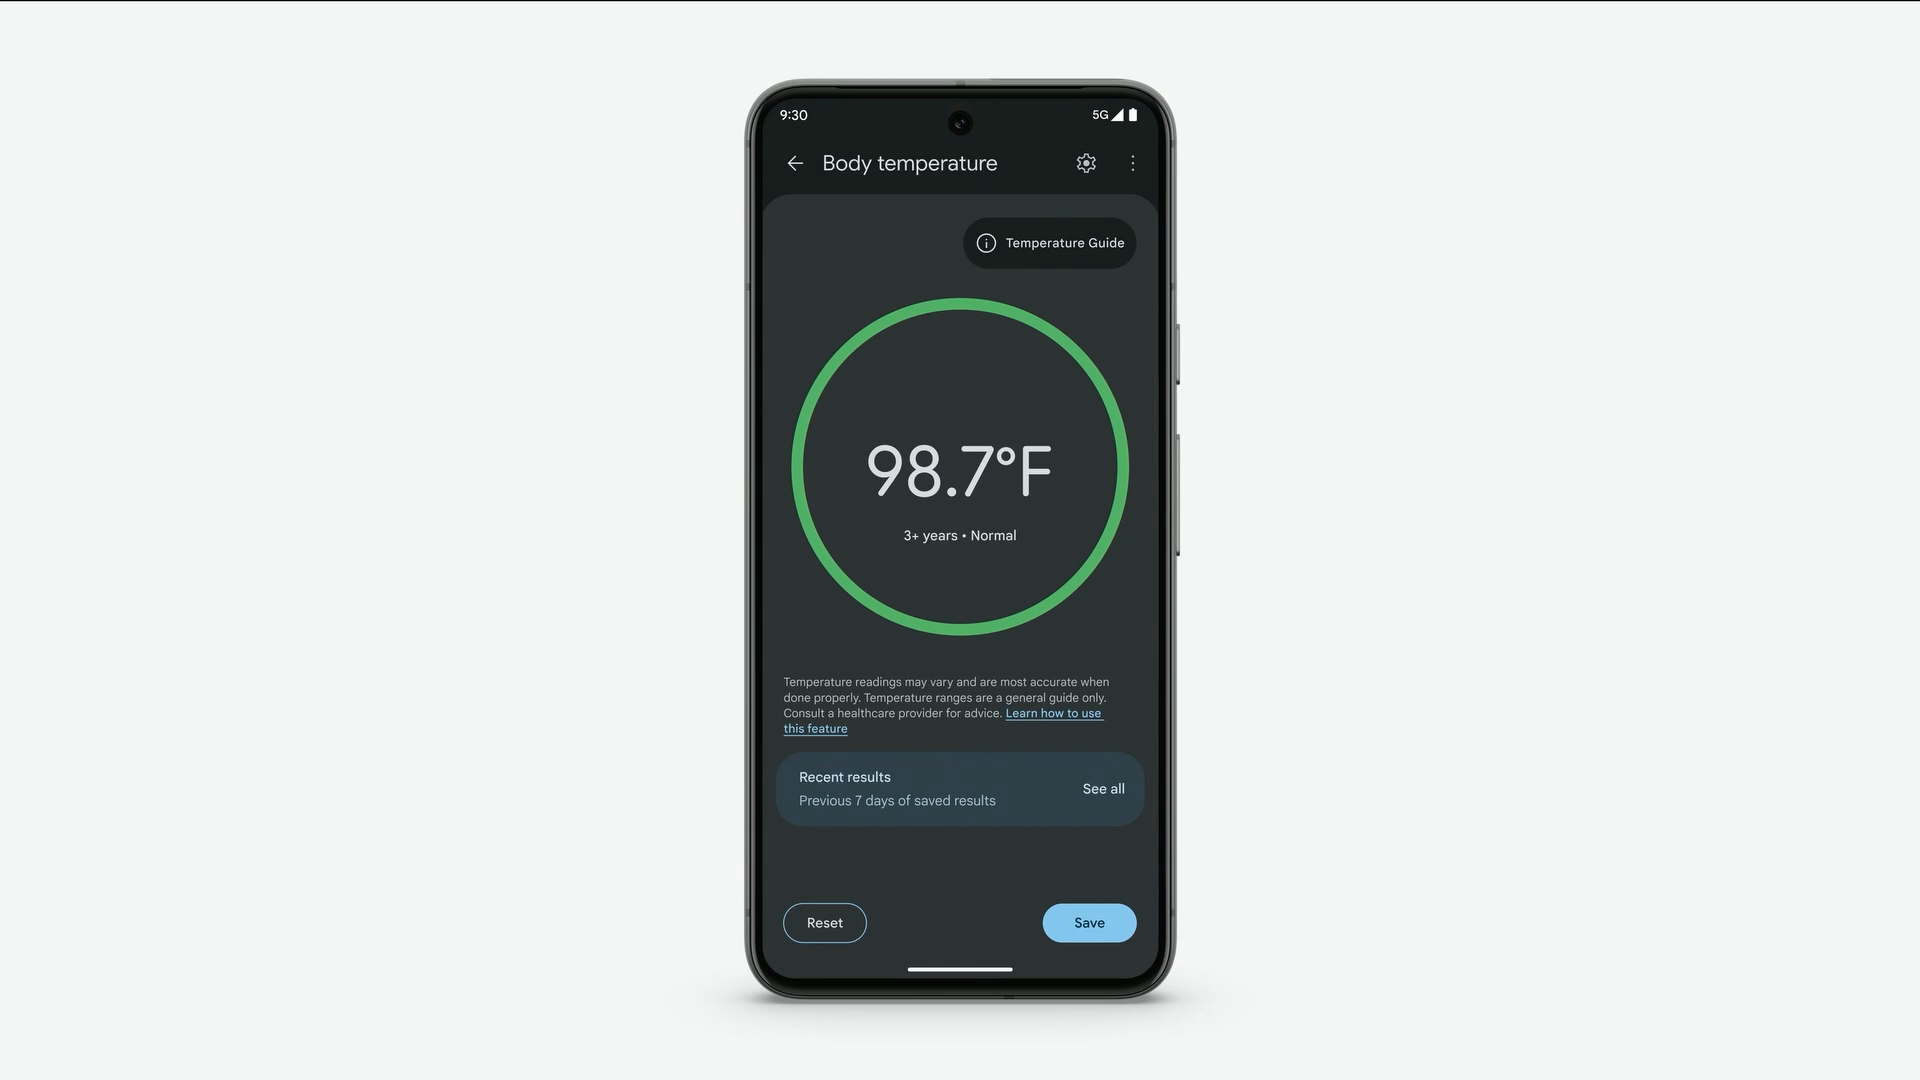 9:30
5G
Body temperature
Temperature Guide
98.7°F
3+ years • Normal
Temperature readings may vary and are most accurate when
done properly. Temperature ranges are a general guide only.
Consult a healthcare provider for advice. Learn how to use
this feature
Recent results
See all
Previous 7 days of saved results
Reset
Save